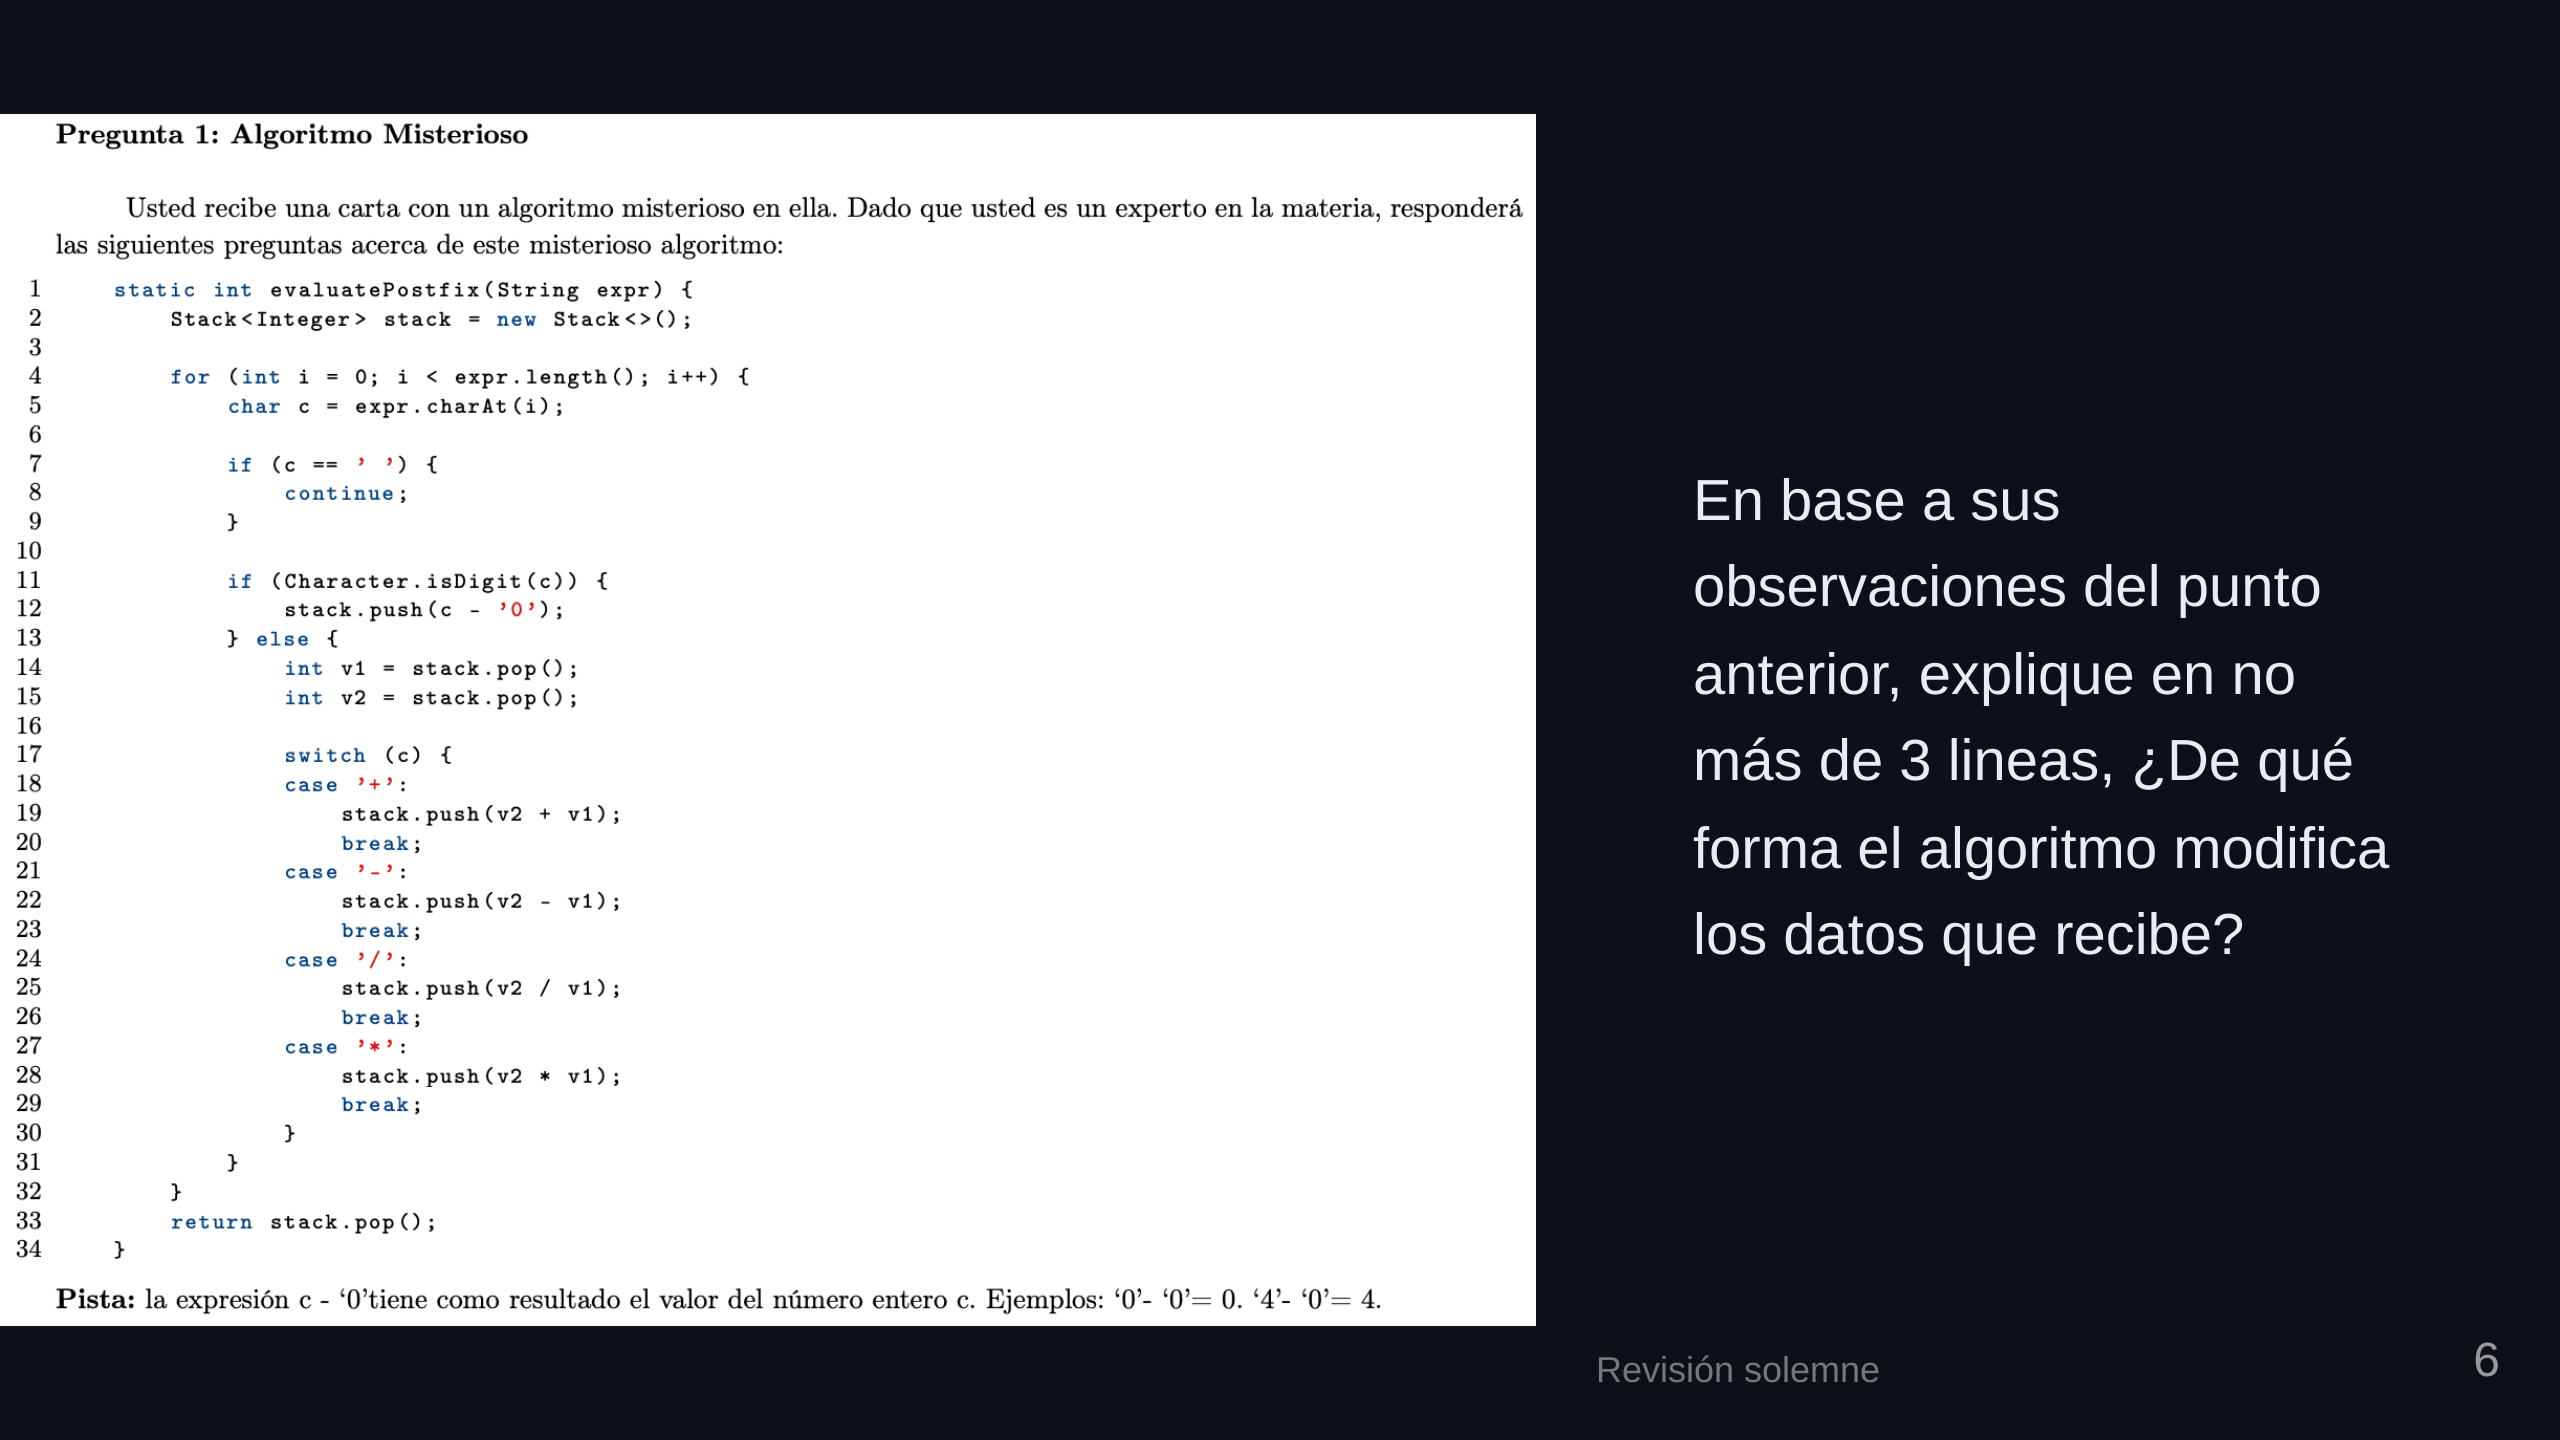 Pregunta 1: Algoritmo Misterioso
Usted recibe una carta con un algoritmo misterioso en ella. Dado que usted es un experto en la materia, responderá
las siguientes preguntas acerca de este misterioso algoritmo:
1 static int evaluatePostfix(String expr) {
2 Stack<Integer> stack = new Stack<>();
3
4 for (int i = 0; i < expr.length(); i++) {
5 char c = expr.charAt(i);
6
7 if (c == ' ') {
8 continue;
9 }
10
11 if (Character.isDigit(c)) {
12 stack.push(c - '0');
13 } else {
14 int v1 = stack.pop();
15 int v2 = stack.pop();
16
17 switch (c) {
18 case '+':
19 stack.push(v2 + v1);
20 break;
21 case '-':
22 stack.push(v2 - v1);
23 break;
24 case '/':
25 stack.push(v2 / v1);
26 break;
27 case '*':
28 stack.push(v2 * v1);
29 break;
30 }
31 }
32 }
33 return stack.pop();
34 }
Pista: la expresión c - ‘0’tiene como resultado el valor del número entero c. Ejemplos: ‘0’- ‘0’= 0. ‘4’- ‘0’= 4.
En base a sus
observaciones del punto
anterior, explique en no
más de 3 lineas, ¿De qué
forma el algoritmo modifica
los datos que recibe?
Revisión solemne
6